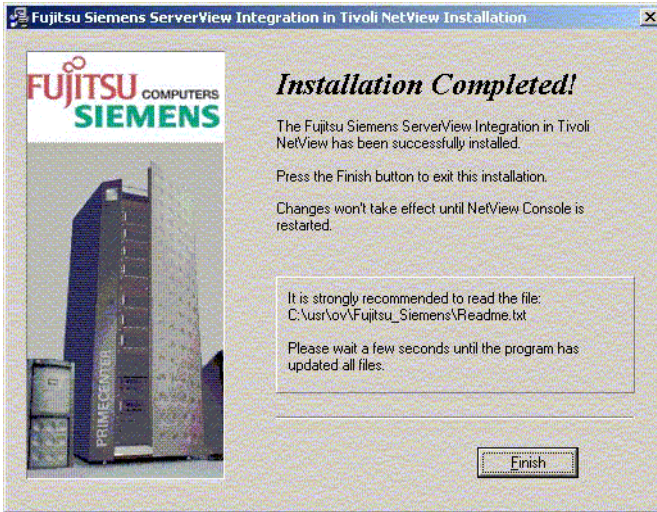 Fujitsu Siemens ServerView Integration in Tivoli NetView Installation
FUJITSU COMPUTERS
SIEMENS
Installation Completed!
The Fujitsu Siemens ServerView Integration in Tivoli
NetView has been successfully installed.
Press the Finish button to exit this installation.
Changes won't take effect until NetView Console is
restarted.
It is strongly recommended to read the file:
C:\usr\ov\Fujitsu_Siemens\Readme.txt
Please wait a few seconds until the program has
updated all files.
PRIMECENTER
Finish